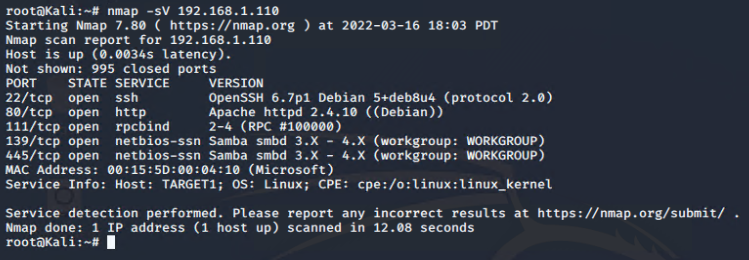 root@Kali:~# nmap -sV 192.168.1.110
Starting Nmap 7.80 ( https://nmap.org ) at 2022-03-16 18:03 PDT
Nmap scan report for 192.168.1.110
Host is up (0.0034s latency).
Not shown: 995 closed ports
PORT    STATE SERVICE     VERSION
22/tcp  open  ssh         OpenSSH 6.7p1 Debian 5+deb8u4 (protocol 2.0)
80/tcp  open  http        Apache httpd 2.4.10 ((Debian))
111/tcp open  rpcbind     2-4 (RPC #100000)
139/tcp open  netbios-ssn Samba smbd 3.X - 4.X (workgroup: WORKGROUP)
445/tcp open  netbios-ssn Samba smbd 3.X - 4.X (workgroup: WORKGROUP)
MAC Address: 00:15:5D:00:04:10 (Microsoft)
Service Info: Host: TARGET1; OS: Linux; CPE: cpe:/o:linux:linux_kernel
Service detection performed. Please report any incorrect results at https://nmap.org/submit/ .
Nmap done: 1 IP address (1 host up) scanned in 12.08 seconds
root@Kali:~#